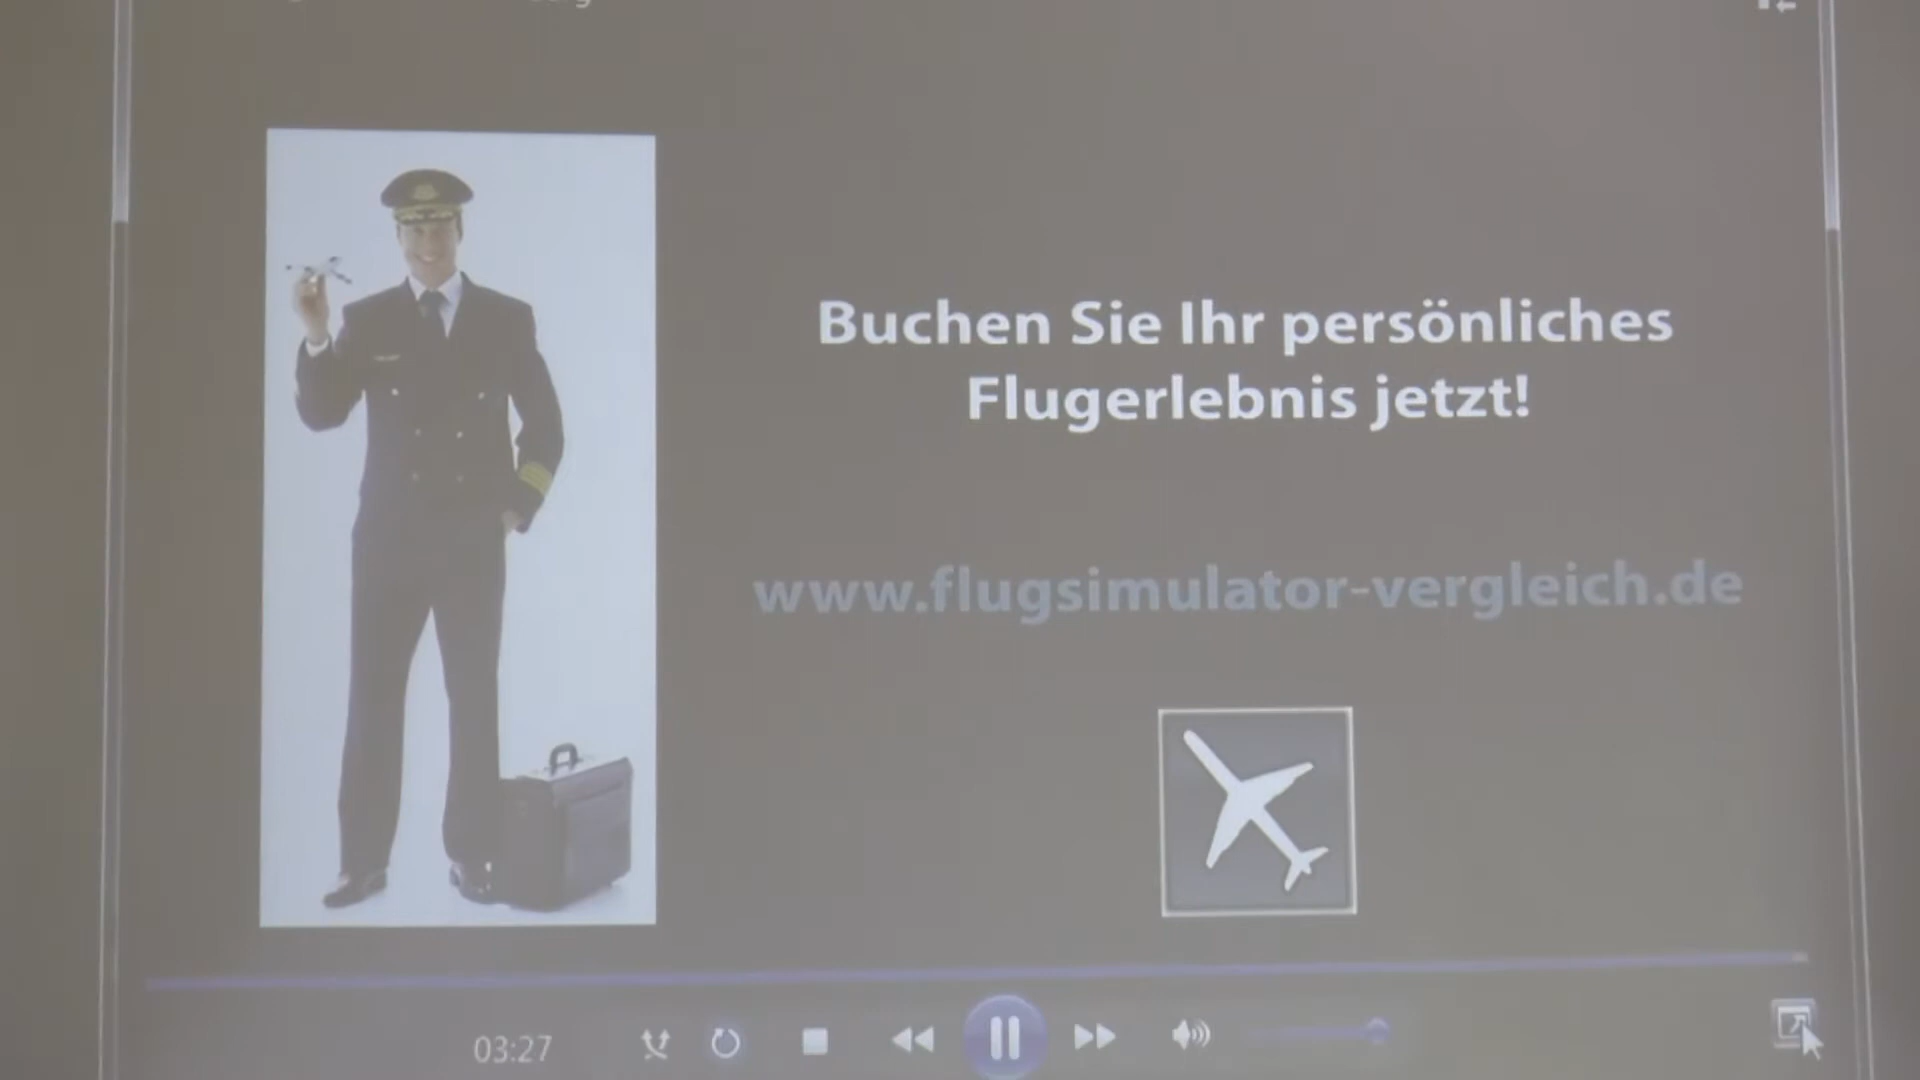 Buchen Sie Ihr persönliches
Flugerlebnis jetzt!
www.flugsimulator-vergleich.de
03:27